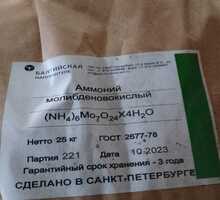 БАЛТИЙСКАЯ
МАНУФАКТУРА
Аммоний
молибденовокислый
(NH4)6Mo7O24X4H2O
Нетто 25 кг ГОСТ 2677-78
Партия 221 Дата 10.2023
Гарантийный срок хранения - 3 года
СДЕЛАНО В САНКТ-ПЕТЕРБУРГЕ